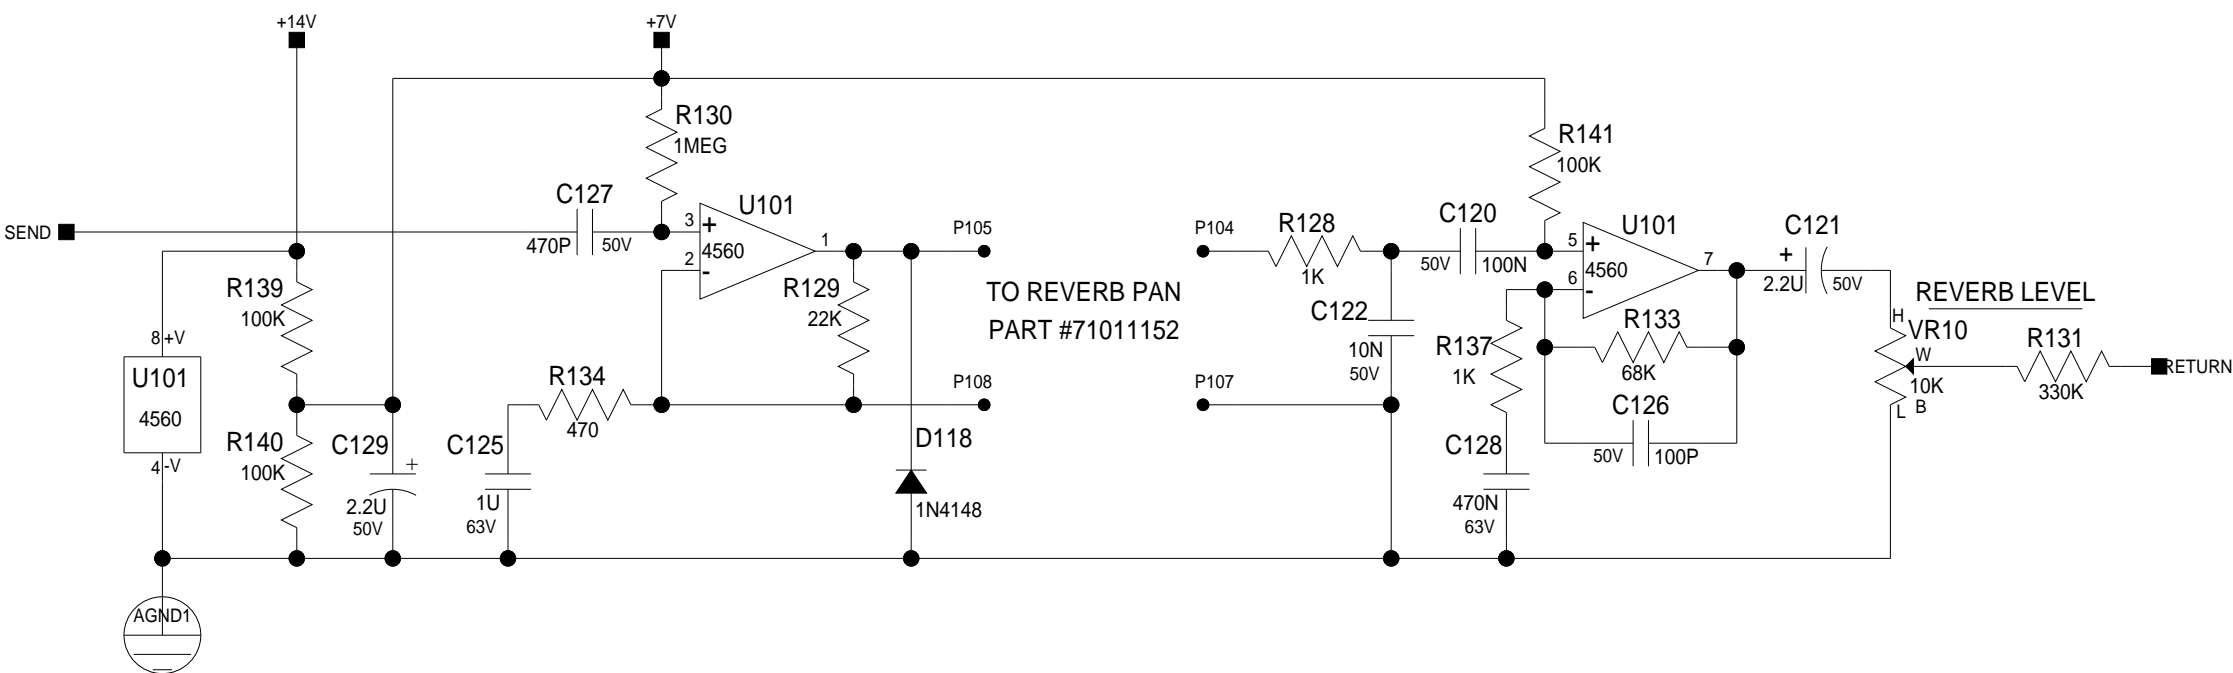 +14V
+7V
R130
1MEG
R141
100K
C127
470P
50V
U101
3
+
4560
2
-
1
SEND
P105
P104
R128
1K
C120
50V
100N
U101
5
+
4560
6
-
7
C121
+
2.2U
50V
R139
100K
R129
22K
TO REVERB PAN
PART #71011152
C122
10N
50V
R137
1K
R133
68K
REVERB LEVEL
H
VR10
W
10K
B
L
R131
330K
RETURN
8
+V
U101
4560
4
-V
R134
470
P108
P107
C126
50V
100P
R140
100K
C129
+
2.2U
50V
C125
1U
63V
D118
1N4148
C128
470N
63V
AGND1